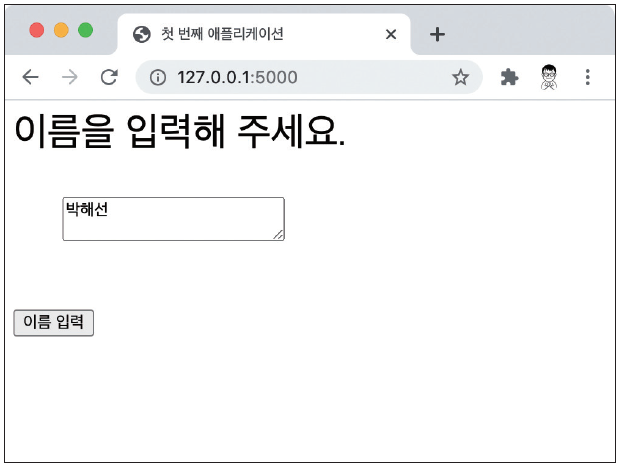 첫 번째 애플리케이션
127.0.0.1:5000
이름을 입력해 주세요.
박해선
이름 입력